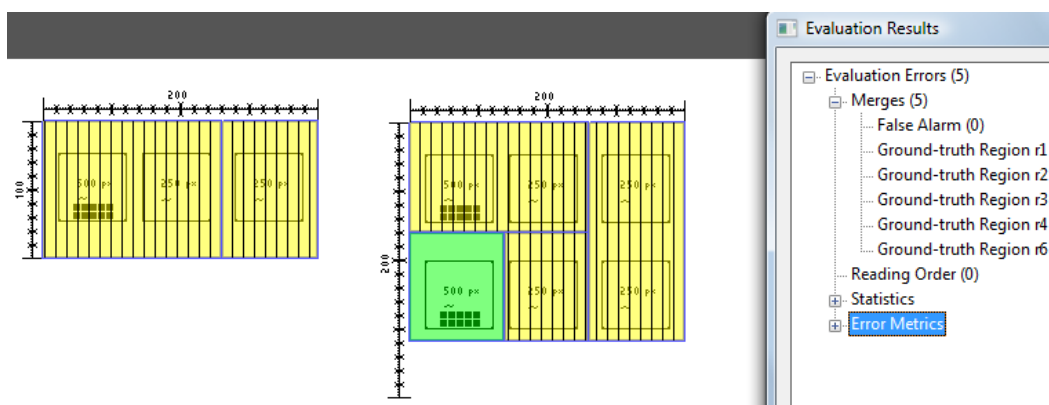 200
100
500 px
~
250 px
~
250 px
~
200
200
500 px
~
250 px
~
250 px
~
500 px
~
250 px
~
250 px
~
Evaluation Results
Evaluation Errors (5)
Merges (5)
False Alarm (0)
Ground-truth Region r1
Ground-truth Region r2
Ground-truth Region r3
Ground-truth Region r4
Ground-truth Region r6
Reading Order (0)
Statistics
Error Metrics